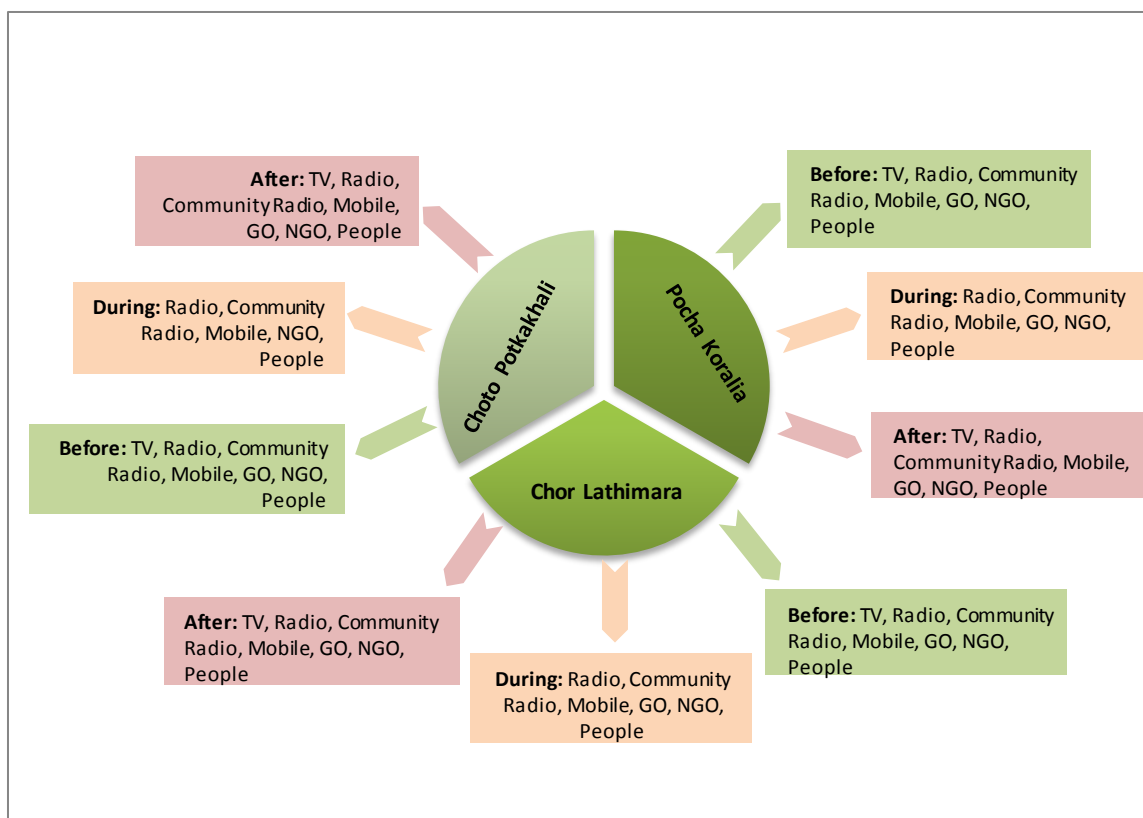 After: TV, Radio,
Community Radio, Mobile,
GO, NGO, People
Before: TV, Radio, Community
Radio, Mobile, GO, NGO,
People
During: Radio, Community
Radio, Mobile, NGO,
People
During: Radio, Community
Radio, Mobile, GO, NGO,
People
Choto Potkakhali
Pocha Koralia
Before: TV, Radio, Community
Radio, Mobile, GO, NGO,
People
After: TV, Radio,
Community Radio, Mobile,
GO, NGO, People
Chor Lathimara
After: TV, Radio, Community
Radio, Mobile, GO, NGO,
People
Before: TV, Radio, Community
Radio, Mobile, GO, NGO,
People
During: Radio, Community
Radio, Mobile, GO, NGO,
People